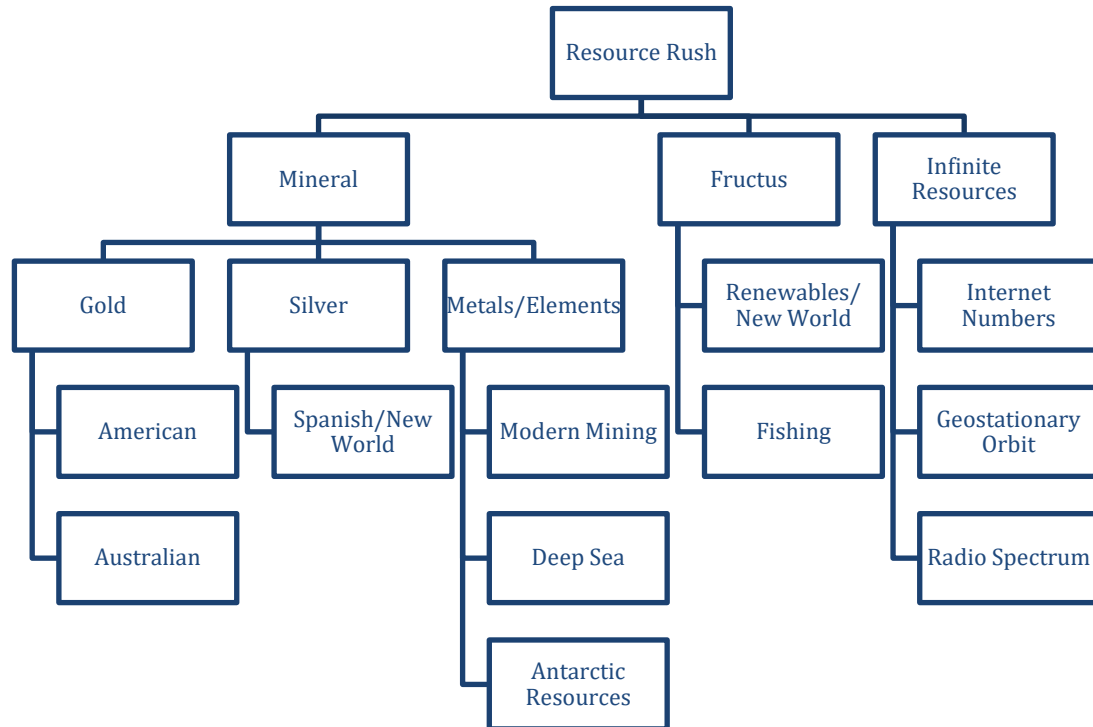 Resource Rush
Mineral
Fructus
Infinite
Resources
Gold
Silver
Metals/Elements
Renewables/
New World
Internet
Numbers
American
Spanish/New
World
Modern Mining
Fishing
Geostationary
Orbit
Australian
Deep Sea
Radio Spectrum
Antarctic
Resources